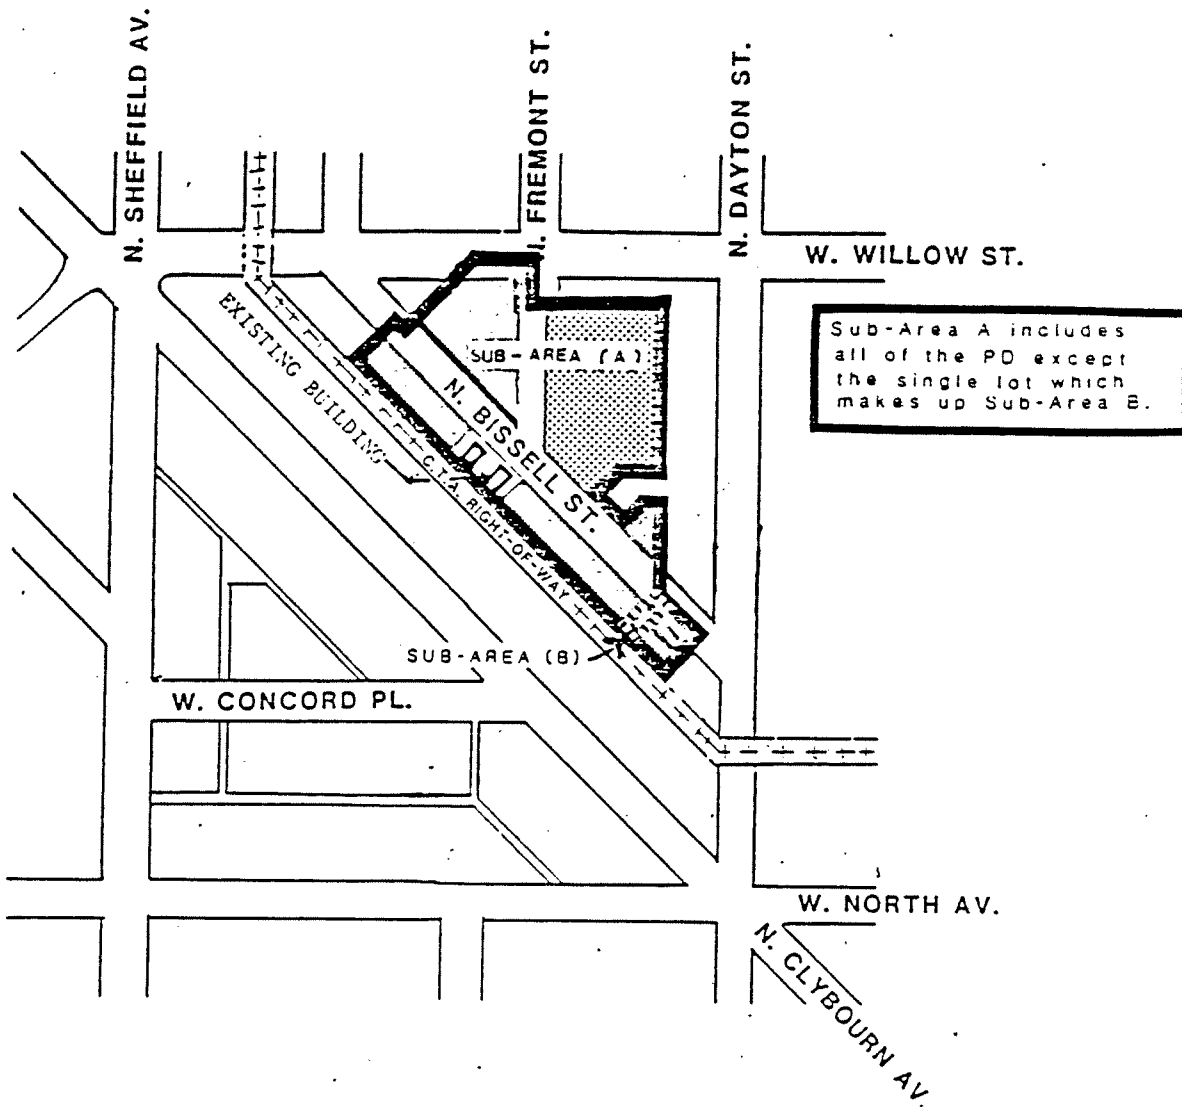 N. SHEFFIELD AV.
N. FREMONT ST.
N. DAYTON ST.
W. WILLOW ST.
EXISTING BUILDING
SUB-AREA (A)
Sub-Area A includes
all of the PD except
the single lot which
makes up Sub-Area B.
N. BISSELL ST.
C.T.A. RIGHT-OF-WAY
SUB-AREA (B)
W. CONCORD PL.
W. NORTH AV.
N. CLYBOURN AV.